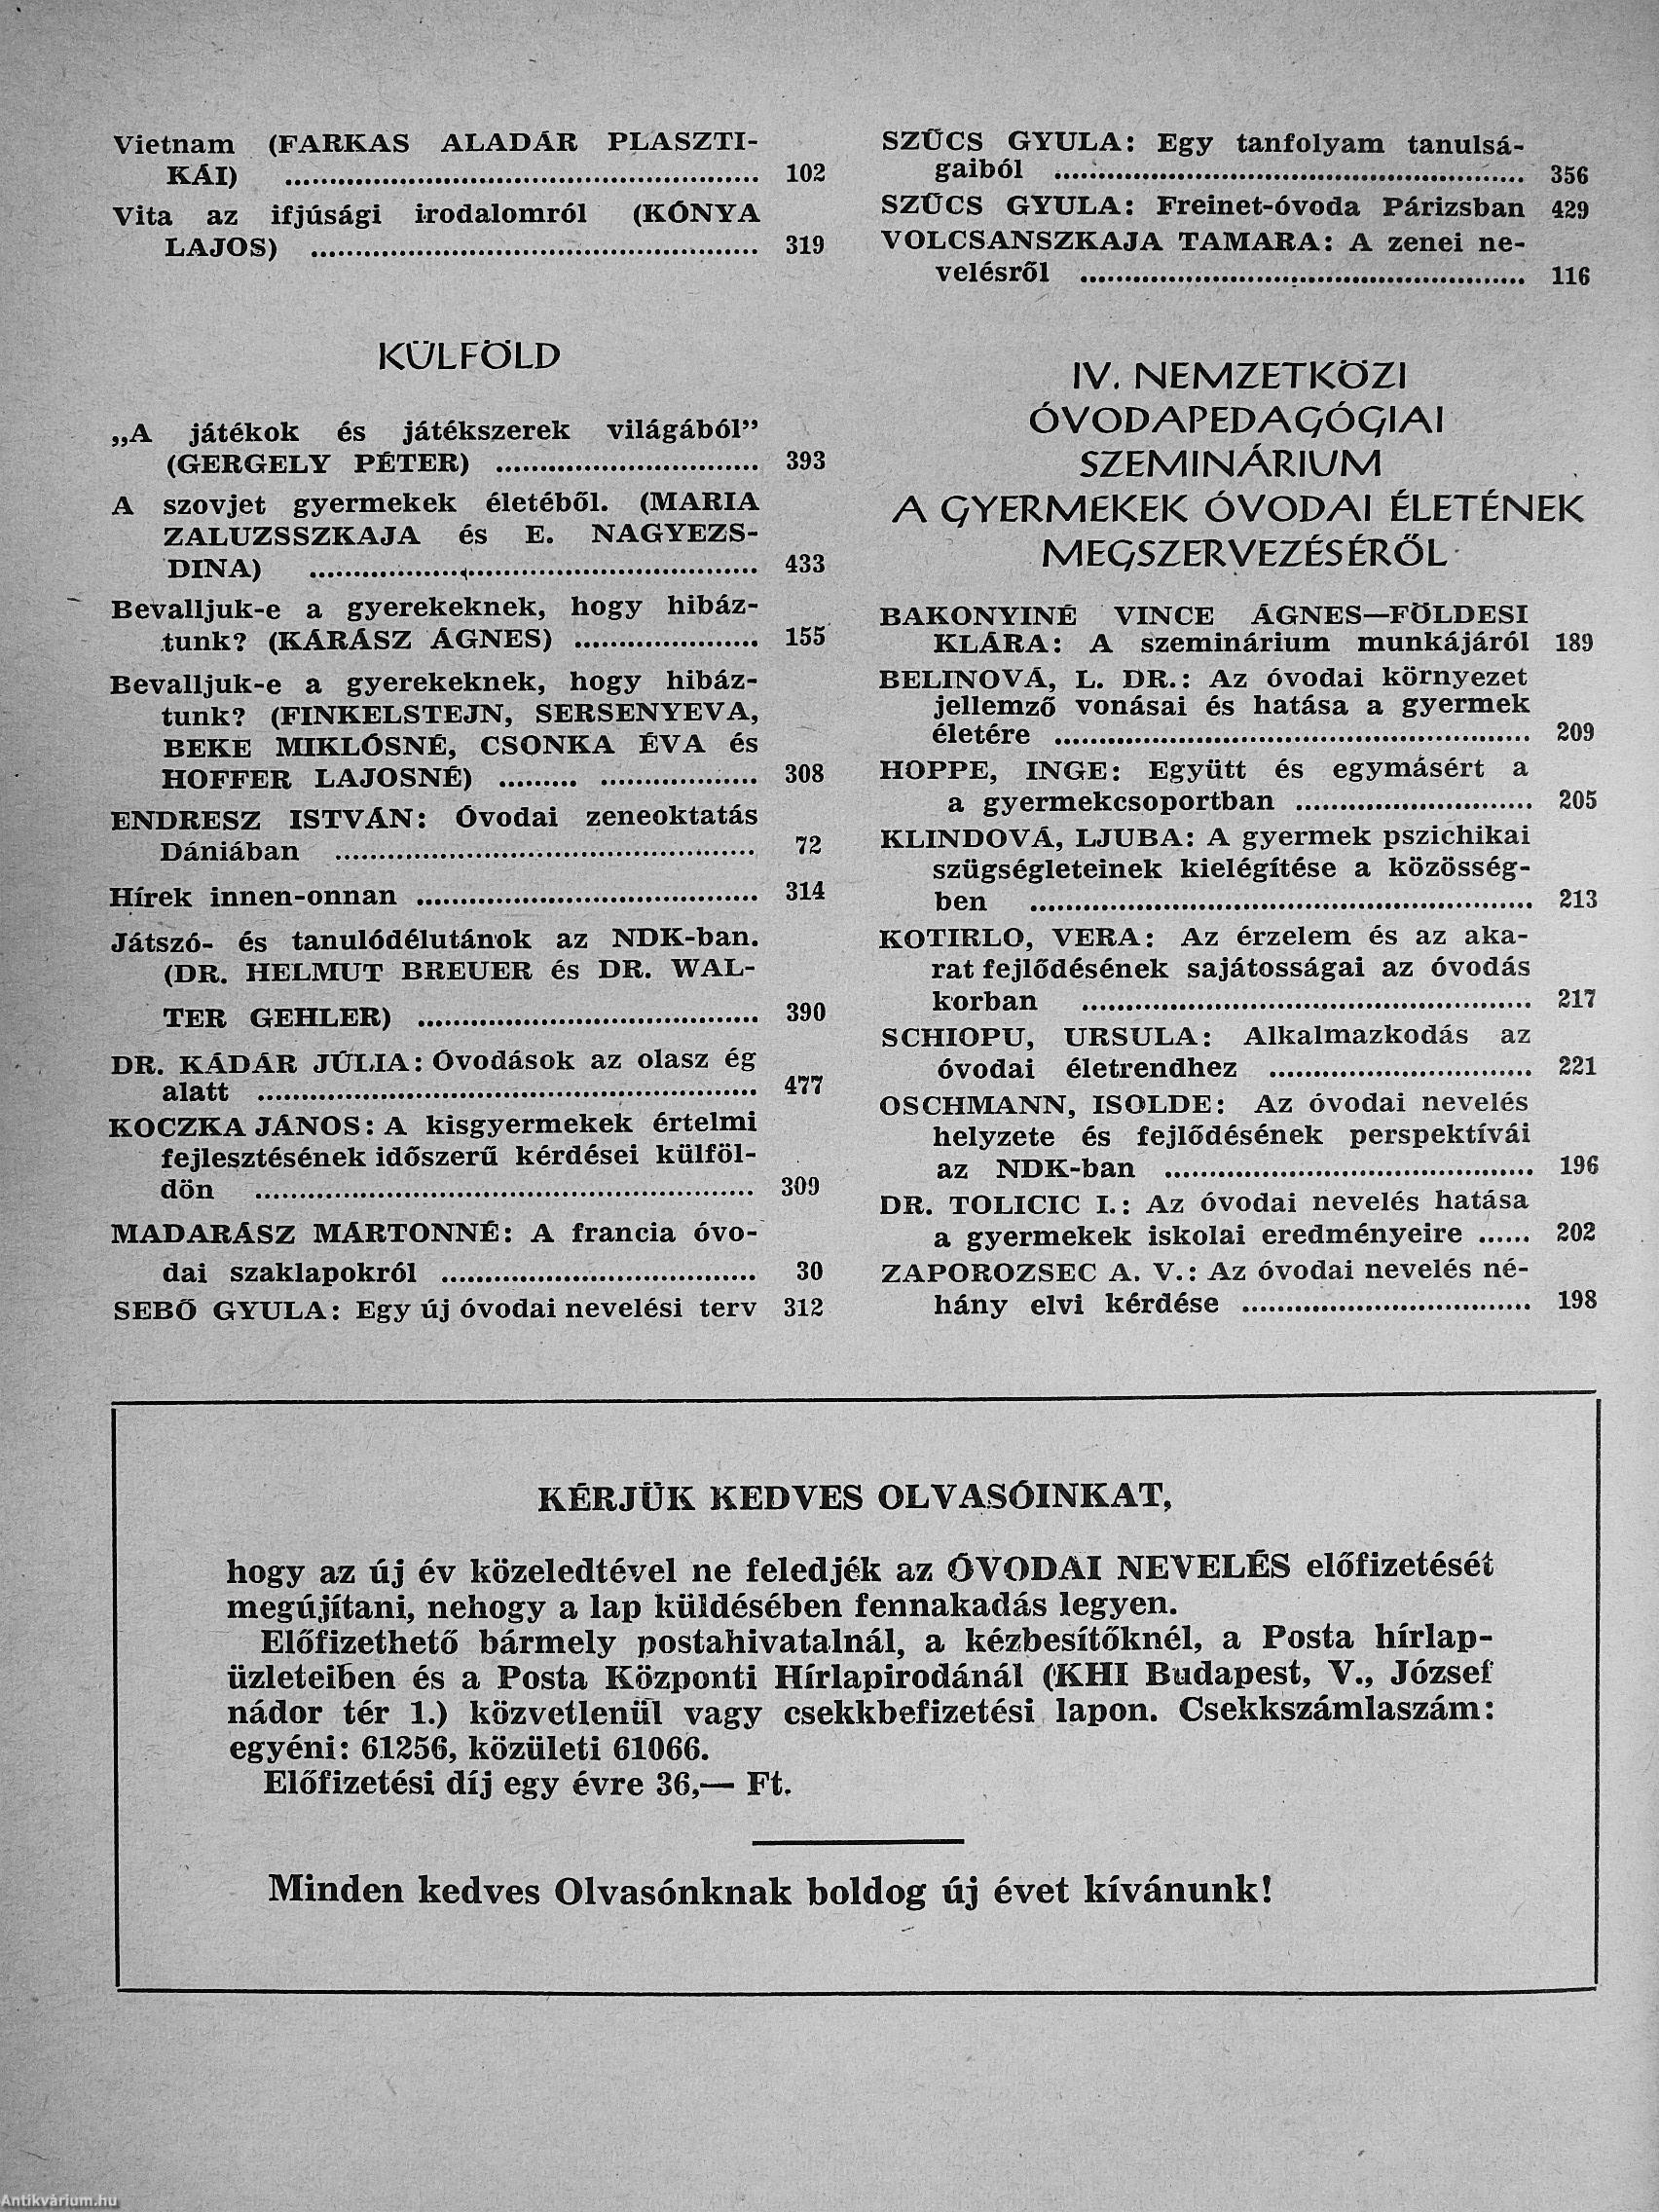 Vietnam (FARKAS ALADÁR PLASZTI-
KÁI) ........ 102
Vita az ifjúsági irodalomról (KÓNYA
LAJOS) ........ 319
KÜLFÖLD
„A játékok és játékszerek világából”
(GERGELY PÉTER) ........ 393
A szovjet gyermekek életéből. (MARIA
ZALUZSSZKAJA és E. NAGYEZS-
DINA) ........ 433
Bevalljuk-e a gyerekeknek, hogy hibáz-
tunk? (KÁRÁSZ ÁGNES) ........ 155
Bevalljuk-e a gyerekeknek, hogy hibáz-
tunk? (FINKELSTEJN, SERSENYEVA,
BEKE MIKLÓSNÉ, CSONKA ÉVA és
HOFFER LAJOSNÉ) ........ 308
ENDRESZ ISTVÁN: Óvodai zeneoktatás
Dániában ........ 72
Hírek innen-onnan ........ 314
Játszó- és tanulódélutánok az NDK-ban.
(DR. HELMUT BREUER és DR. WAL-
TER GEHLER) ........ 390
DR. KÁDÁR JÚLIA: Óvodások az olasz ég
alatt ........ 477
KOCZKA JÁNOS: A kisgyermekek értelmi
fejlesztésének időszerű kérdései külföl-
dön ........ 309
MADARÁSZ MÁRTONNÉ: A francia óvo-
dai szaklapokról ........ 30
SEBŐ GYULA: Egy új óvodai nevelési terv 312
SZŰCS GYULA: Egy tanfolyam tanulsá-
gaiból ........ 356
SZŰCS GYULA: Freinet-óvoda Párizsban 429
VOLCSANSZKAJA TAMARA: A zenei ne-
velésről ........ 116
IV. NEMZETKÖZI
ÓVODAPEDAGÓGIAI
SZEMINÁRIUM
A GYERMEKEK ÓVODAI ÉLETÉNEK
MEGSZERVEZÉSÉRŐL
BAKONYINÉ VINCE ÁGNES—FÖLDESI
KLÁRA: A szeminárium munkájáról 189
BELINOVÁ, L. DR.: Az óvodai környezet
jellemző vonásai és hatása a gyermek
életére ........ 209
HOPPE, INGE: Együtt és egymásért a
a gyermekcsoportban ........ 205
KLINDOVÁ, LJUBA: A gyermek pszichikai
szügségleteinek kielégítése a közösség-
ben ........ 213
KOTIRLO, VERA: Az érzelem és az aka-
rat fejlődésének sajátosságai az óvodás
korban ........ 217
SCHIOPU, URSULA: Alkalmazkodás az
óvodai életrendhez ........ 221
OSCHMANN, ISOLDE: Az óvodai nevelés
helyzete és fejlődésének perspektívái
az NDK-ban ........ 196
DR. TOLICIC I.: Az óvodai nevelés hatása
a gyermekek iskolai eredményeire ...... 202
ZAPOROZSEC A. V.: Az óvodai nevelés né-
hány elvi kérdése ........ 198
KÉRJÜK KEDVES OLVASÓINKAT,
hogy az új év közeledtével ne feledjék az ÓVODAI NEVELÉS előfizetését
megújítani, nehogy a lap küldésében fennakadás legyen.
Előfizethető bármely postahivatalnál, a kézbesítőknél, a Posta hírlap-
üzleteiben és a Posta Központi Hírlapirodánál (KHI Budapest, V., József
nádor tér 1.) közvetlenül vagy csekkbefizetési lapon. Csekkszámlaszám:
egyéni: 61256, közületi 61066.
Előfizetési díj egy évre 36,— Ft.
Minden kedves Olvasónknak boldog új évet kívánunk!
Antikvárium.hu